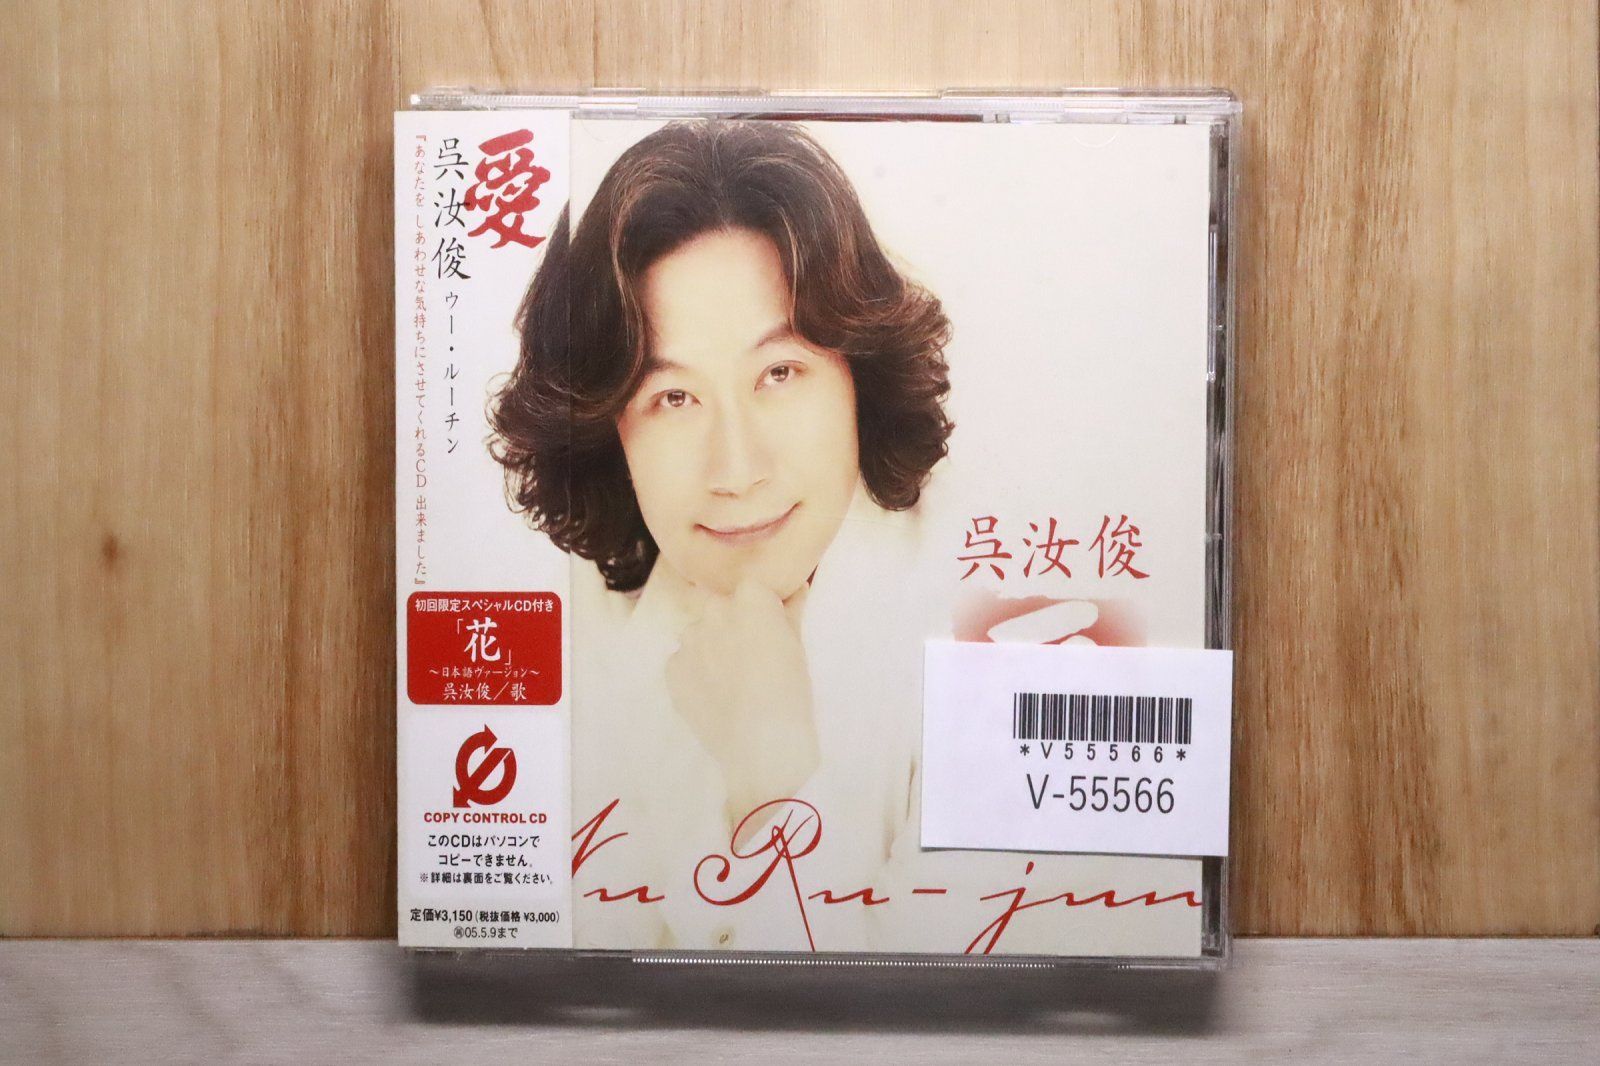 愛
呉汝俊
ウー・ルーチン
『あなたを しあわせな気持ちにさせてくれるCD 出来ました』
初回限定スペシャルCD付き
「花」
～日本語ヴァージョン～
呉汝俊／歌
COPY CONTROL CD
このCDはパソコンで
コピーできません。
※詳細は裏面をご覧ください。
定価¥3,150(税抜価格 ¥3,000)
㊢05.5.9まで
呉汝俊
Wu Ru-jun
*V55566*
V-55566